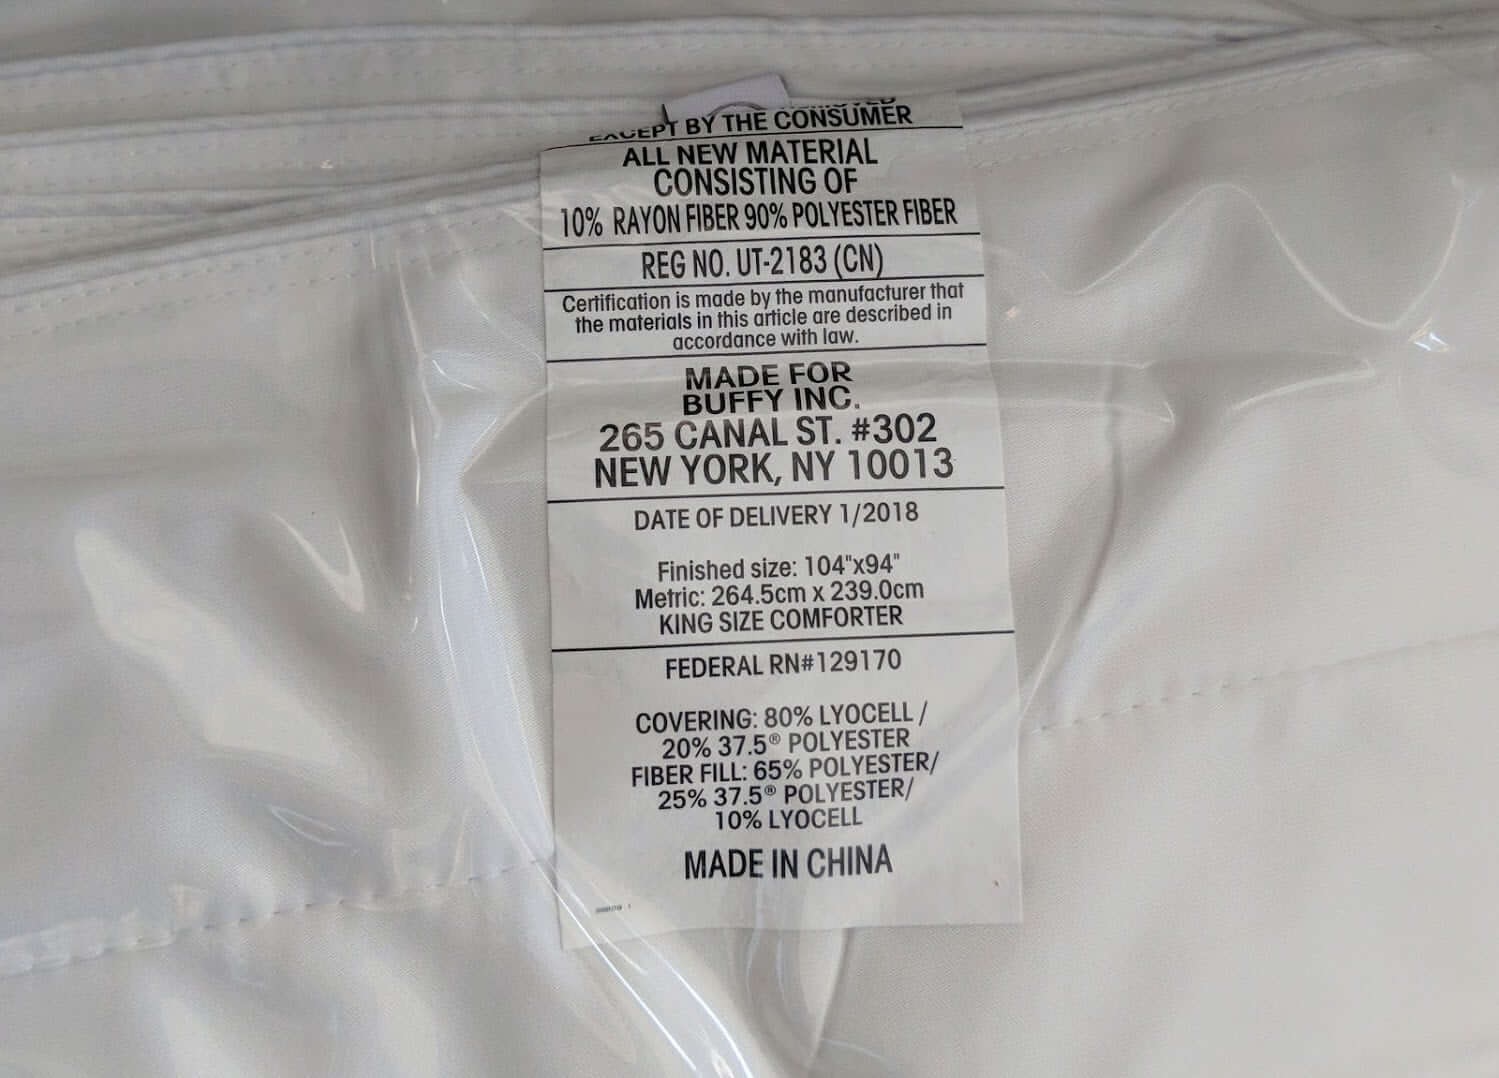 EXCEPT BY THE CONSUMER
ALL NEW MATERIAL
CONSISTING OF
10% RAYON FIBER 90% POLYESTER FIBER
REG NO. UT-2183 (CN)
Certification is made by the manufacturer that
the materials in this article are described in
accordance with law.
MADE FOR
BUFFY INC.
265 CANAL ST. #302
NEW YORK, NY 10013
DATE OF DELIVERY 1/2018
Finished size: 104"x94"
Metric: 264.5cm x 239.0cm
KING SIZE COMFORTER
FEDERAL RN#129170
COVERING: 80% LYOCELL /
20% 37.5® POLYESTER
FIBER FILL: 65% POLYESTER/
25% 37.5® POLYESTER/
10% LYOCELL
MADE IN CHINA